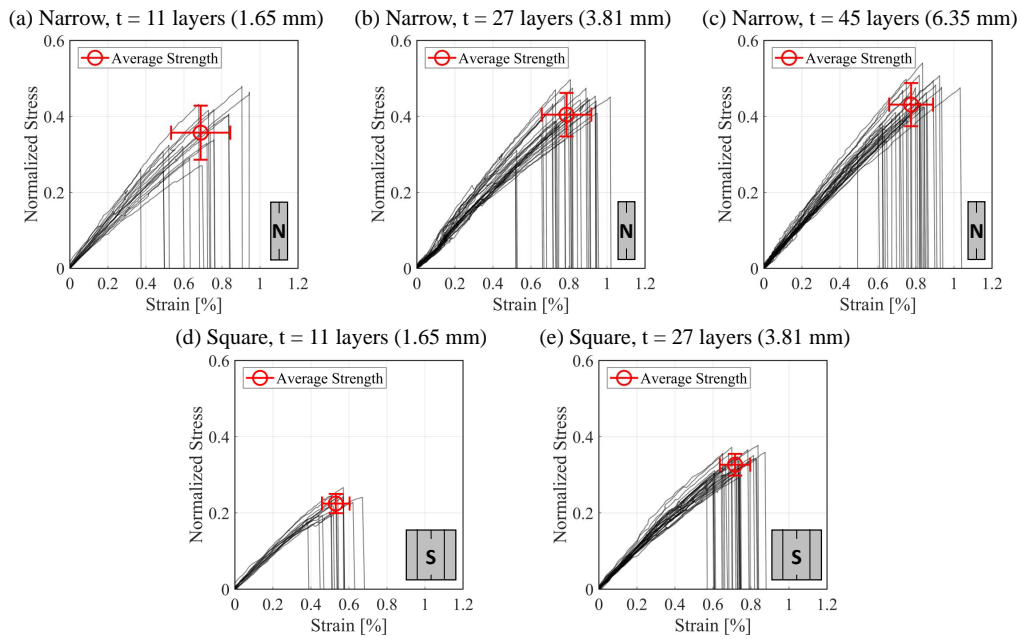 (a) Narrow, t = 11 layers (1.65 mm)
(b) Narrow, t = 27 layers (3.81 mm)
(c) Narrow, t = 45 layers (6.35 mm)
0.6
0.4
0.2
0
Normalized Stress
Average Strength
N
0 0.2 0.4 0.6 0.8 1 1.2
Strain [%]
0.6
0.4
0.2
0
Normalized Stress
Average Strength
N
0 0.2 0.4 0.6 0.8 1 1.2
Strain [%]
0.6
0.4
0.2
0
Normalized Stress
Average Strength
N
0 0.2 0.4 0.6 0.8 1 1.2
Strain [%]
(d) Square, t = 11 layers (1.65 mm)
(e) Square, t = 27 layers (3.81 mm)
0.6
0.4
0.2
0
Normalized Stress
Average Strength
S
0 0.2 0.4 0.6 0.8 1 1.2
Strain [%]
0.6
0.4
0.2
0
Normalized Stress
Average Strength
S
0 0.2 0.4 0.6 0.8 1 1.2
Strain [%]